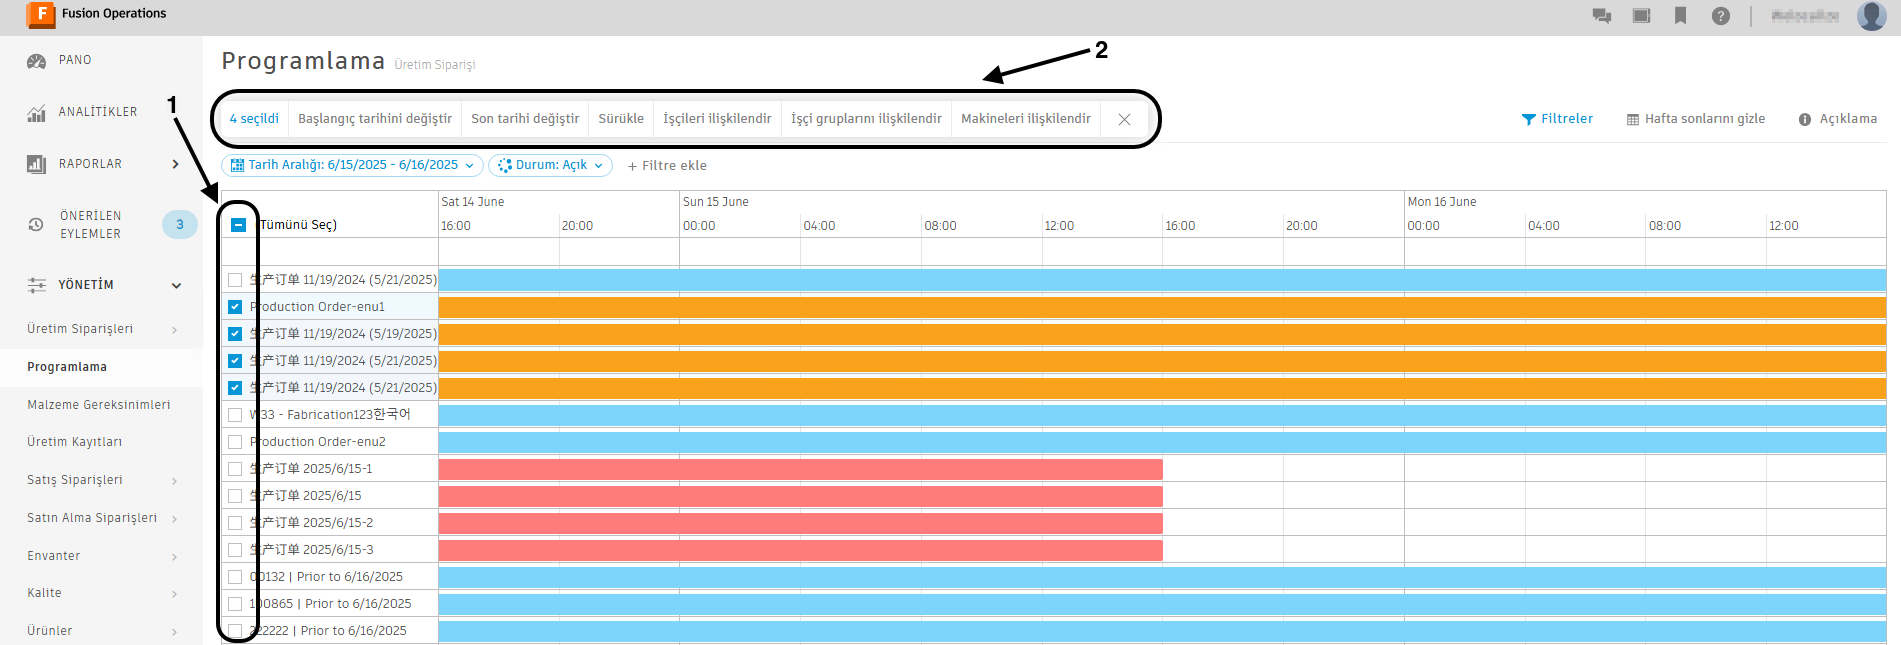 F Fusion Operations
?
PANO
ANALİTİKLER
RAPORLAR
ÖNERİLEN
EYLEMLER
3
YÖNETİM
Üretim Siparişleri
Programlama
Malzeme Gereksinimleri
Üretim Kayıtları
Satış Siparişleri
Satın Alma Siparişleri
Envanter
Kalite
Ürünler
1
2
Programlama Üretim Siparişi
4 seçildi Başlangıç tarihini değiştir Son tarihi değiştir Sürükle İşçileri ilişkilendir İşçi gruplarını ilişkilendir Makineleri ilişkilendir
Filtreler Hafta sonlarını gizle Açıklama
Tarih Aralığı: 6/15/2025 - 6/16/2025 Durum: Açık + Filtre ekle
Sat 14 June Sun 15 June Mon 16 June
Tümünü Seç) 16:00 20:00 00:00 04:00 08:00 12:00 16:00 20:00 00:00 04:00 08:00 12:00
生产订单 11/19/2024 (5/21/2025)
Production Order-enu1
生产订单 11/19/2024 (5/19/2025)
生产订单 11/19/2024 (5/21/2025)
生产订单 11/19/2024 (5/21/2025)
W33 - Fabrication123한국어
Production Order-enu2
生产订单 2025/6/15-1
生产订单 2025/6/15
生产订单 2025/6/15-2
生产订单 2025/6/15-3
00132 | Prior to 6/16/2025
100865 | Prior to 6/16/2025
222222 | Prior to 6/16/2025